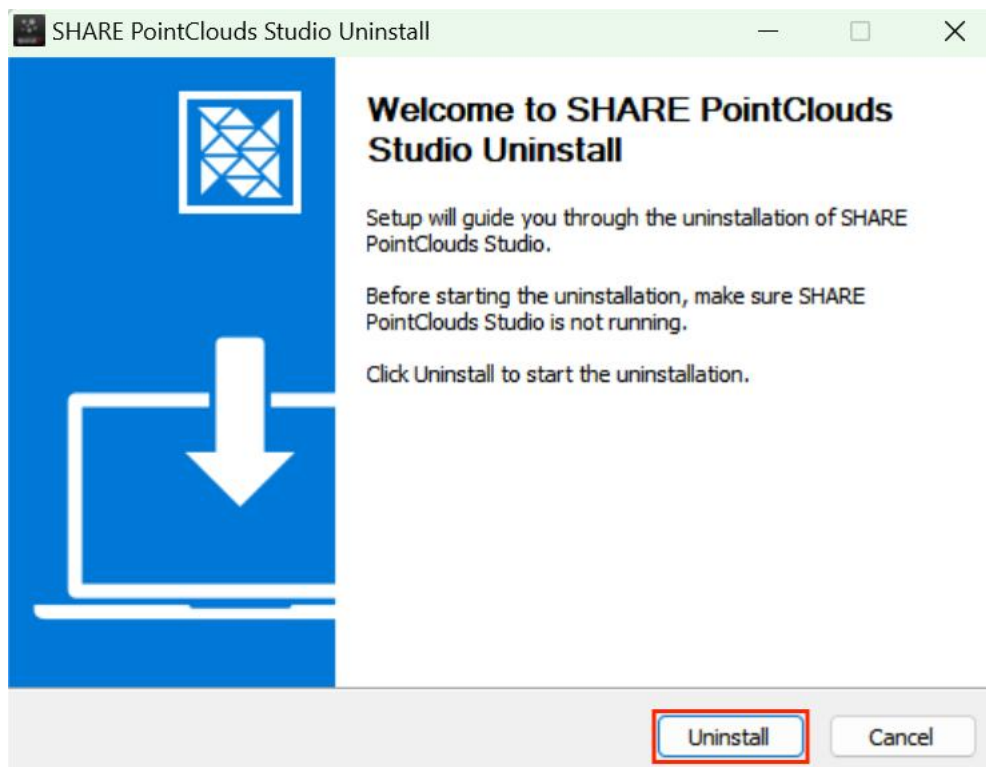 SHARE PointClouds Studio Uninstall
Welcome to SHARE PointClouds
Studio Uninstall
Setup will guide you through the uninstallation of SHARE
PointClouds Studio.
Before starting the uninstallation, make sure SHARE
PointClouds Studio is not running.
Click Uninstall to start the uninstallation.
Uninstall
Cancel